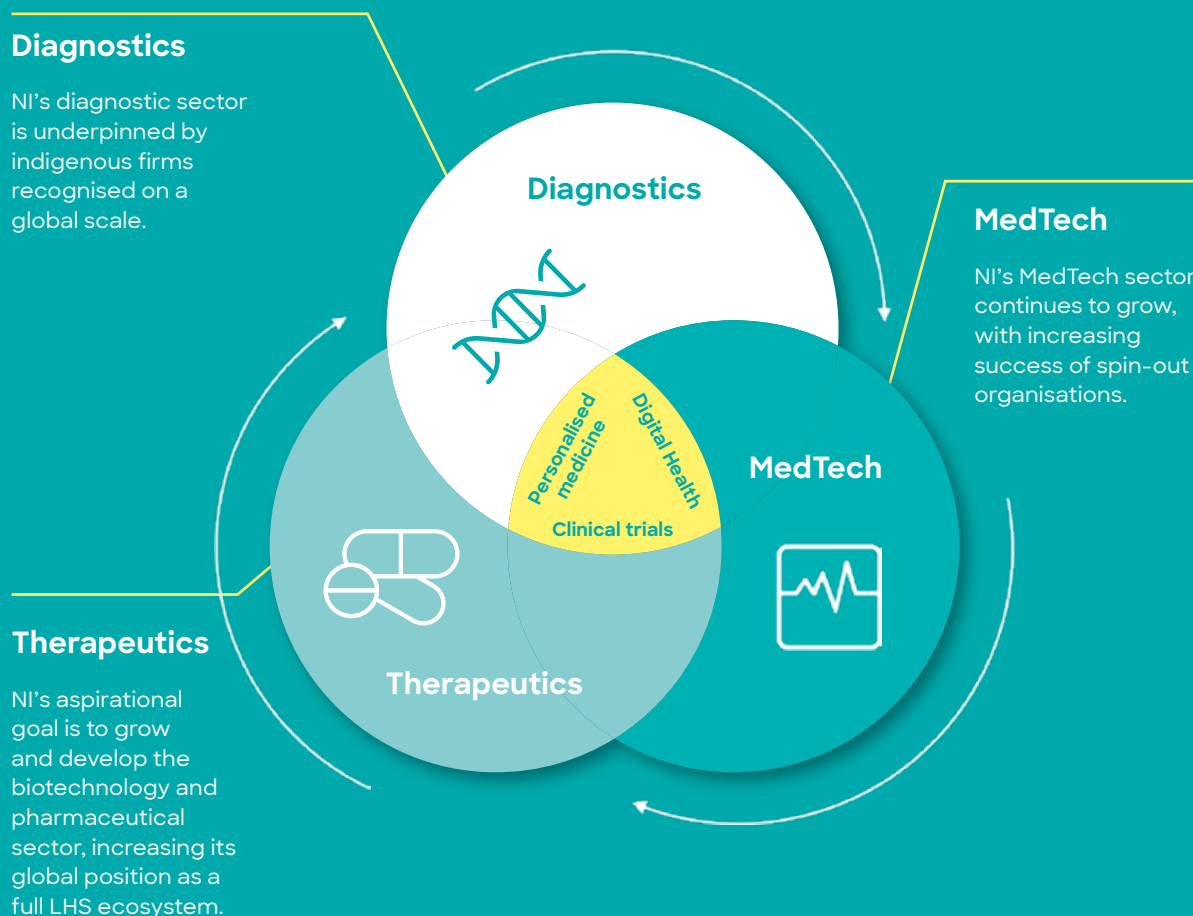 Diagnostics
NI's diagnostic sector
is underpinned by
indigenous firms
recognised on a
global scale.
Diagnostics
MedTech
NI's MedTech sector
continues to grow,
with increasing
success of spin-out
organisations.
Personalised
medicine
Digital Health
Clinical trials
MedTech
Therapeutics
Therapeutics
NI's aspirational
goal is to grow
and develop the
biotechnology and
pharmaceutical
sector, increasing its
global position as a
full LHS ecosystem.